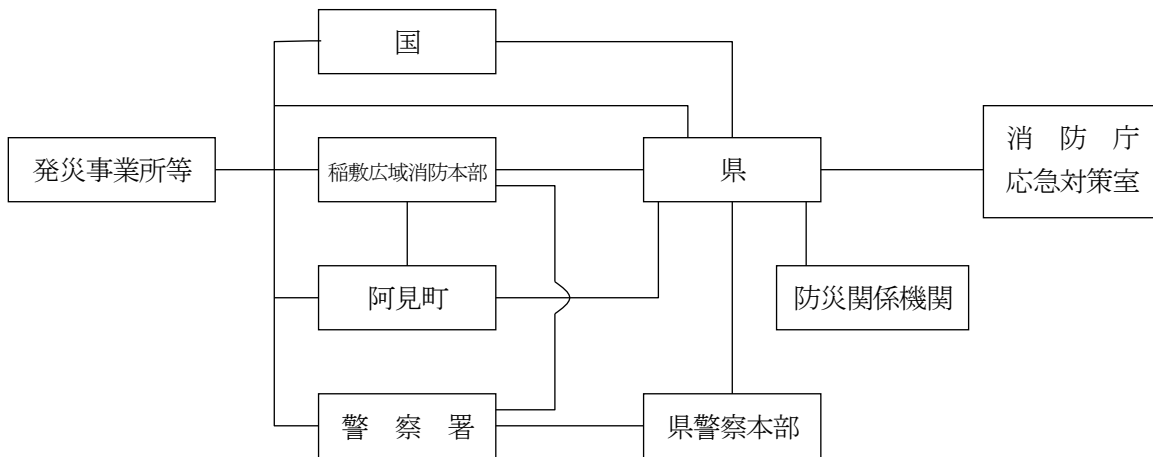 国
発災事業所等
稲敷広域消防本部
県
消　防　庁
応急対策室
阿見町
防災関係機関
警　察　署
県警察本部